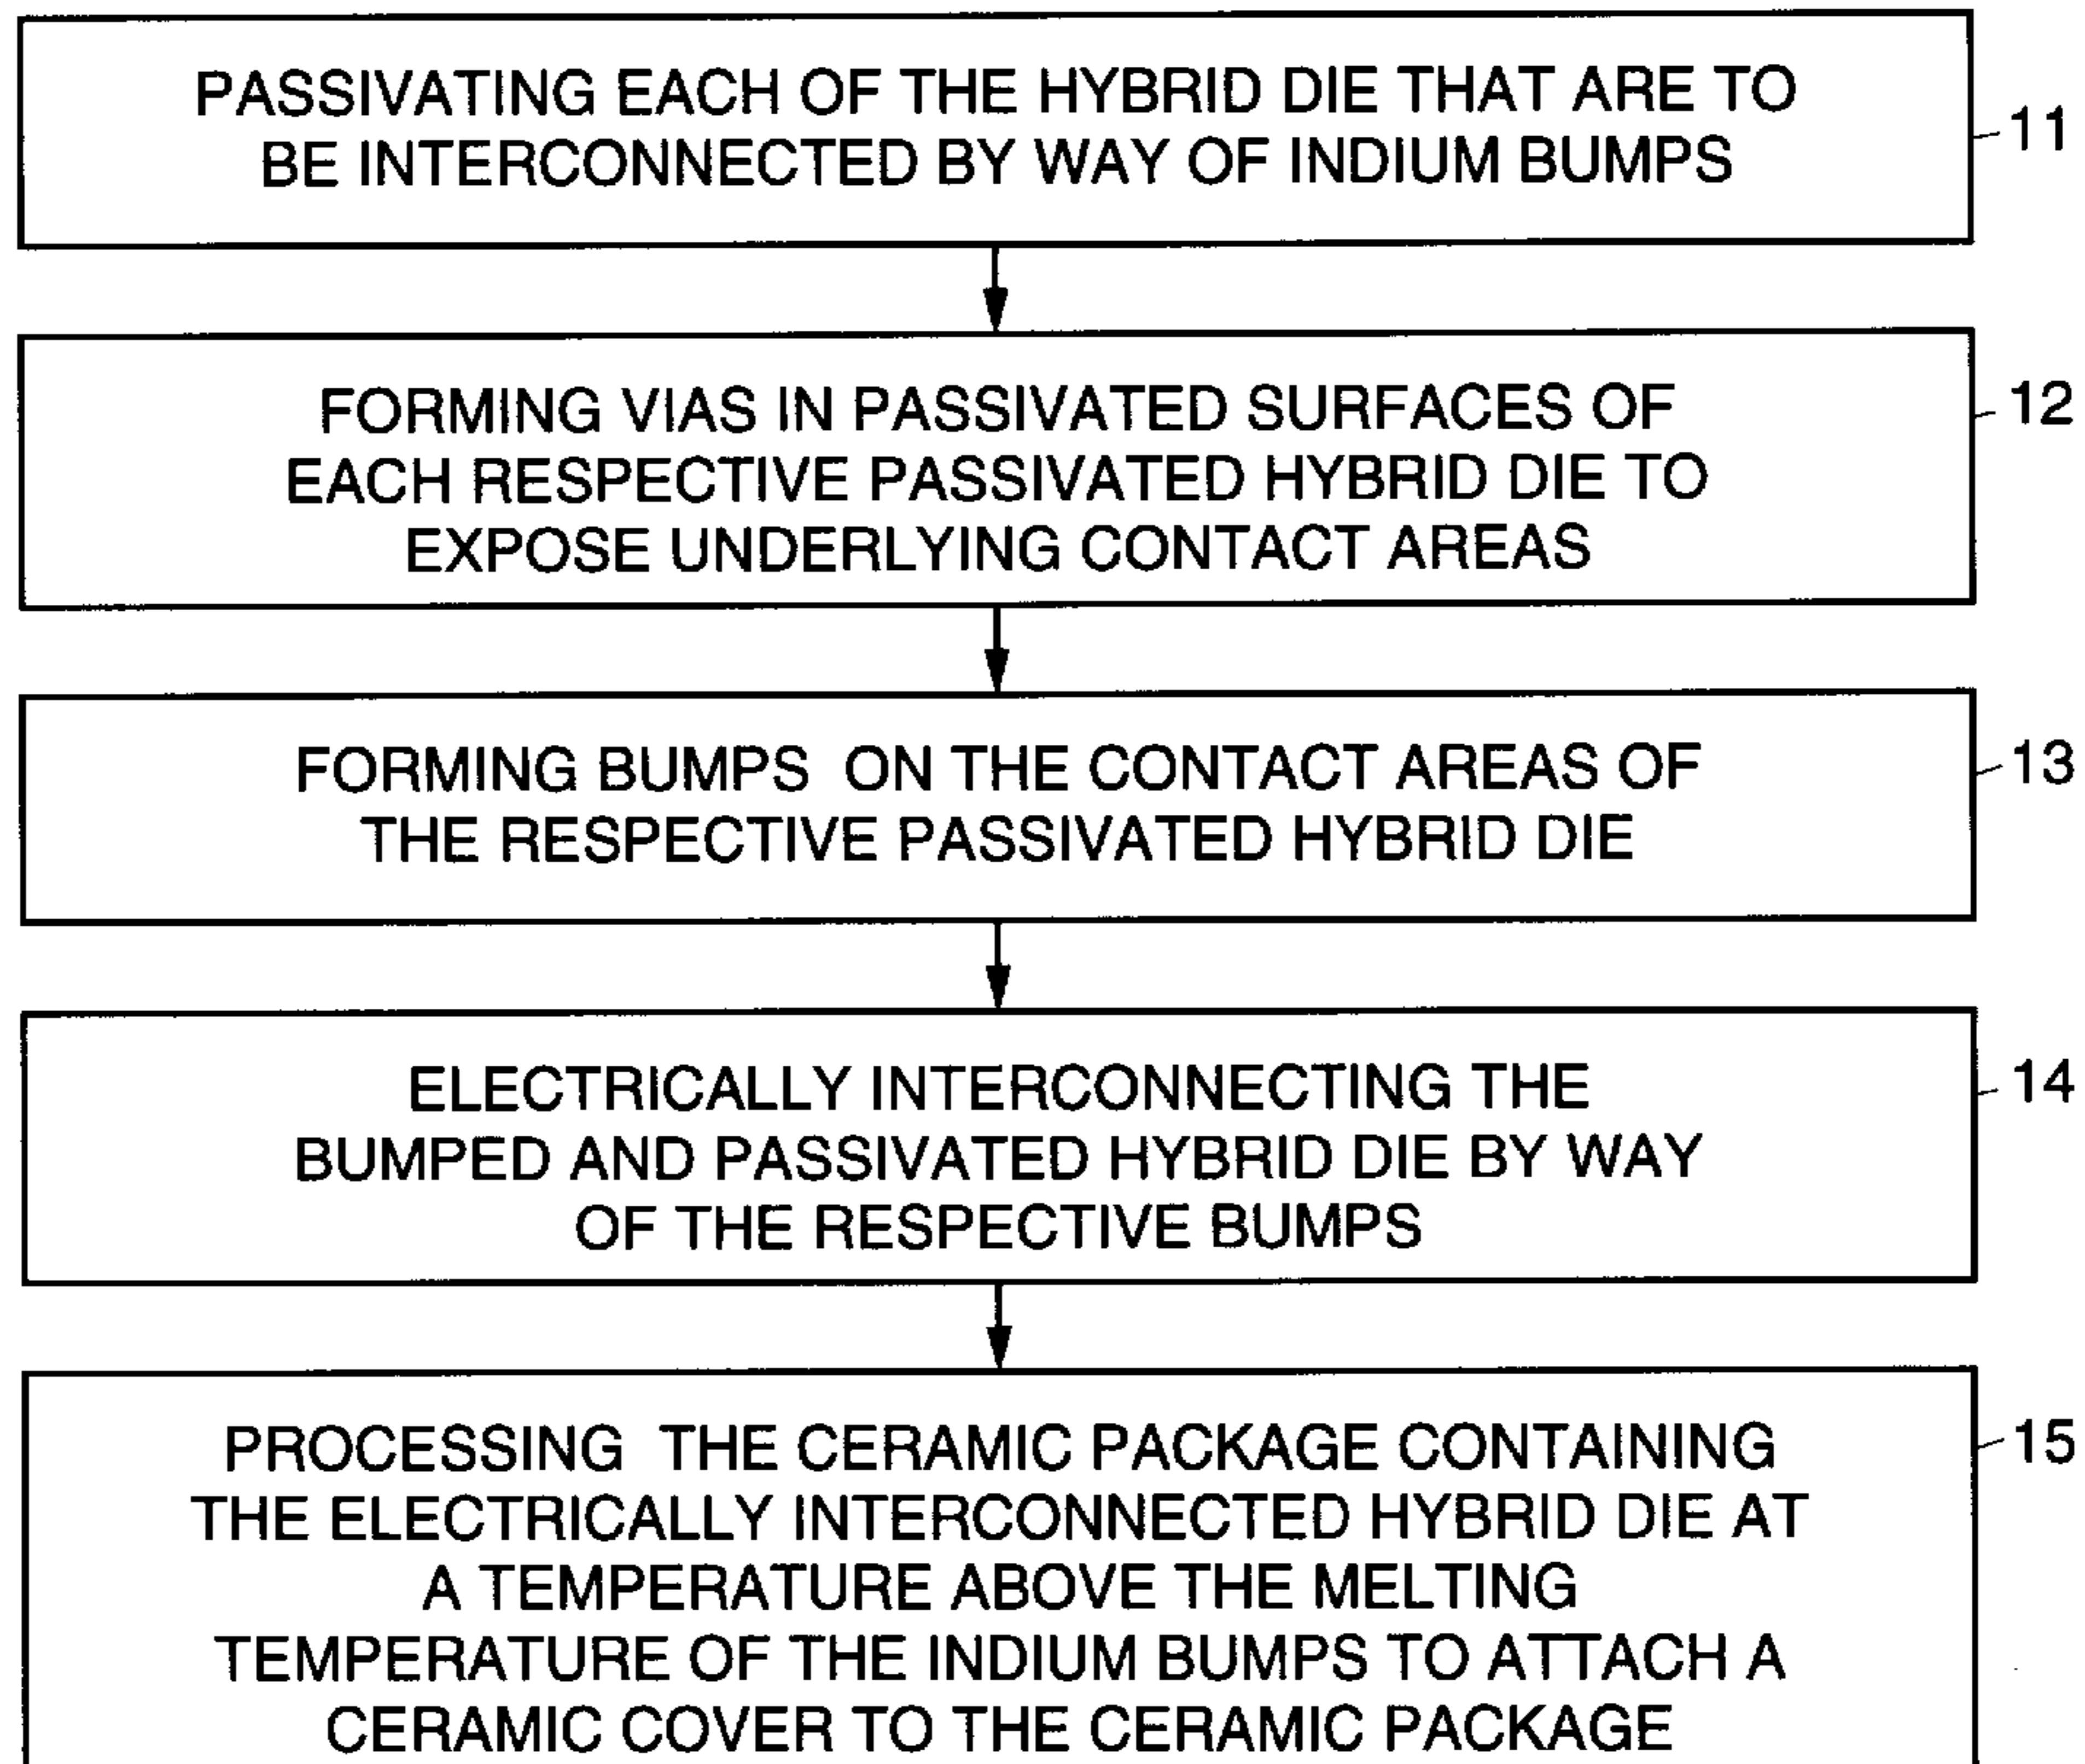 PASSIVATING EACH OF THE HYBRID DIE THAT ARE TO
BE INTERCONNECTED BY WAY OF INDIUM BUMPS
11
FORMING VIAS IN PASSIVATED SURFACES OF
EACH RESPECTIVE PASSIVATED HYBRID DIE TO
EXPOSE UNDERLYING CONTACT AREAS
12
FORMING BUMPS ON THE CONTACT AREAS OF
THE RESPECTIVE PASSIVATED HYBRID DIE
13
ELECTRICALLY INTERCONNECTING THE
BUMPED AND PASSIVATED HYBRID DIE BY WAY
OF THE RESPECTIVE BUMPS
14
PROCESSING THE CERAMIC PACKAGE CONTAINING
THE ELECTRICALLY INTERCONNECTED HYBRID DIE AT
A TEMPERATURE ABOVE THE MELTING
TEMPERATURE OF THE INDIUM BUMPS TO ATTACH A
CERAMIC COVER TO THE CERAMIC PACKAGE
15